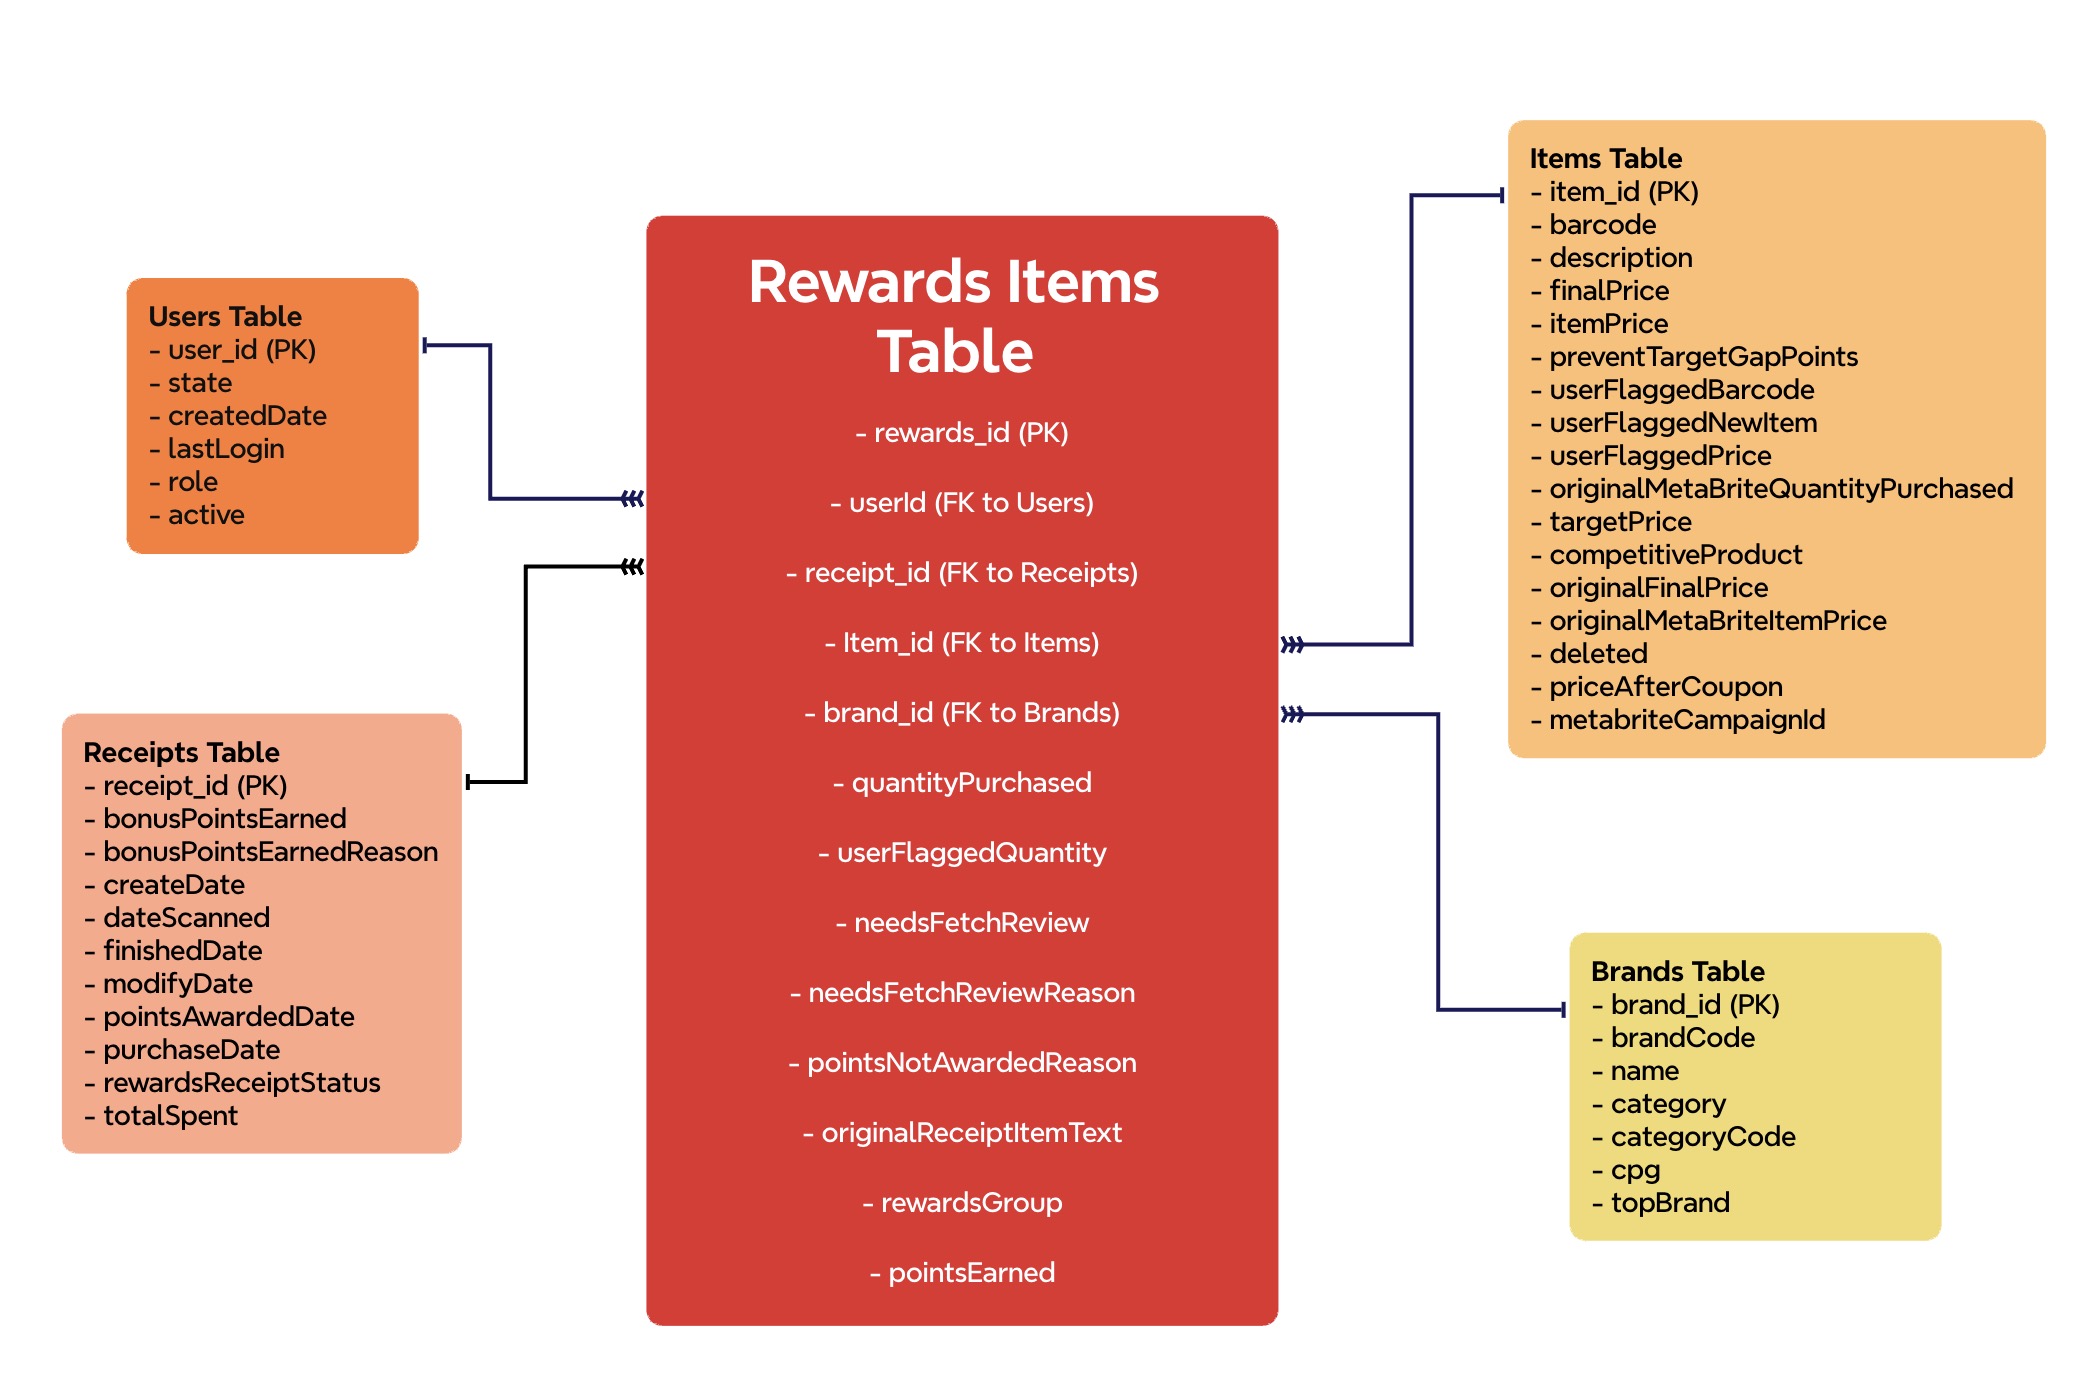 Users Table
- user_id (PK)
- state
- createdDate
- lastLogin
- role
- active
Receipts Table
- receipt_id (PK)
- bonusPointsEarned
- bonusPointsEarnedReason
- createDate
- dateScanned
- finishedDate
- modifyDate
- pointsAwardedDate
- purchaseDate
- rewardsReceiptStatus
- totalSpent
Rewards Items
Table
- rewards_id (PK)
- userId (FK to Users)
- receipt_id (FK to Receipts)
- Item_id (FK to Items)
- brand_id (FK to Brands)
- quantityPurchased
- userFlaggedQuantity
- needsFetchReview
- needsFetchReviewReason
- pointsNotAwardedReason
- originalReceiptItemText
- rewardsGroup
- pointsEarned
Items Table
- item_id (PK)
- barcode
- description
- finalPrice
- itemPrice
- preventTargetGapPoints
- userFlaggedBarcode
- userFlaggedNewItem
- userFlaggedPrice
- originalMetaBriteQuantityPurchased
- targetPrice
- competitiveProduct
- originalFinalPrice
- originalMetaBriteItemPrice
- deleted
- priceAfterCoupon
- metabriteCampaignId
Brands Table
- brand_id (PK)
- brandCode
- name
- category
- categoryCode
- cpg
- topBrand